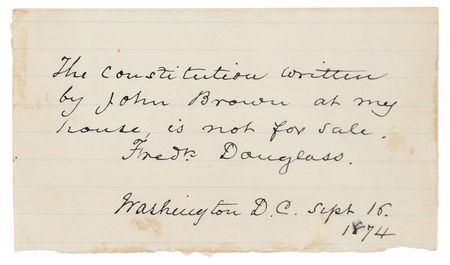 The Constitution written
by John Brown at my
house, is not for sale.
Fredk Douglass.
Washington D.C. Sept 16.
1874